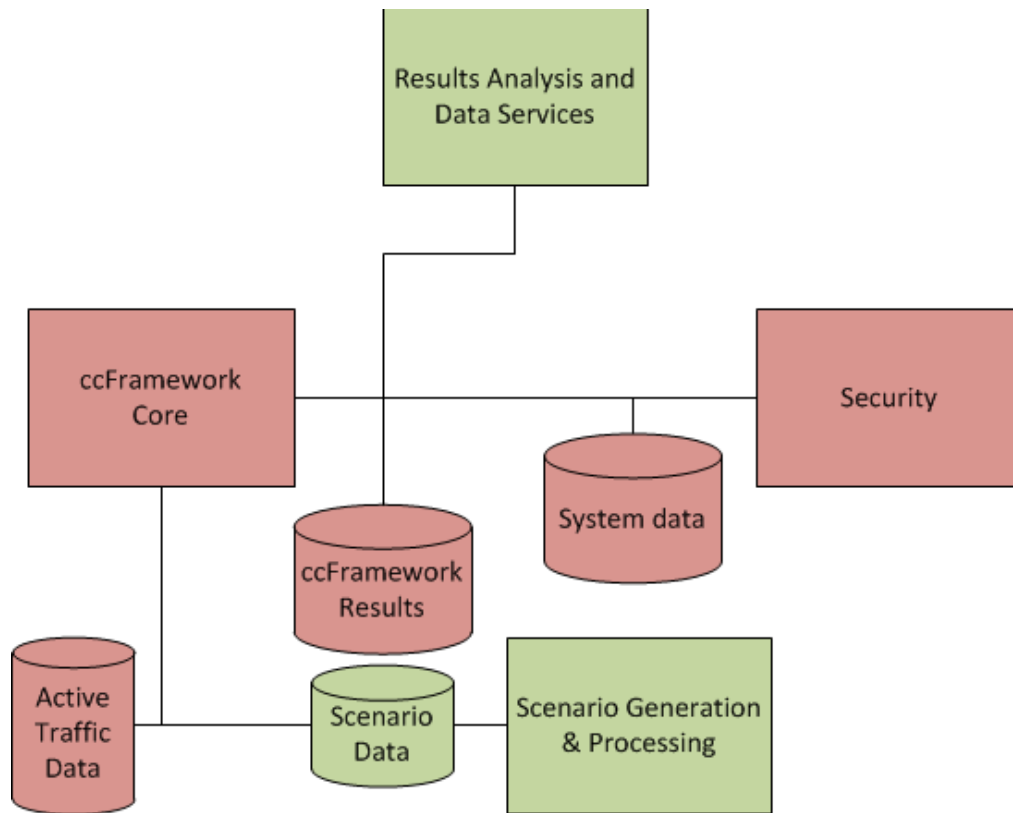 Results Analysis and
Data Services
ccFramework
Core
Security
System data
ccFramework
Results
Active
Traffic
Data
Scenario
Data
Scenario Generation
& Processing